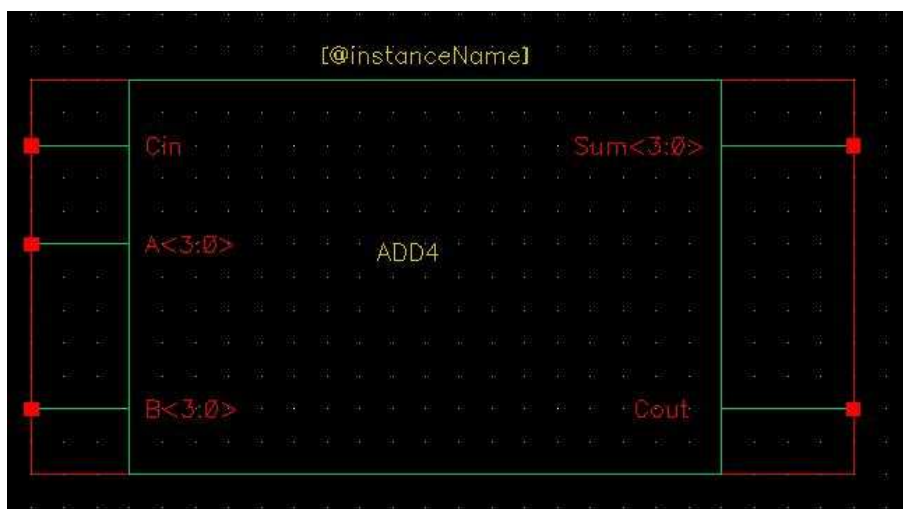 [@instanceName]
Cin
Sum<3:0>
A<3:0>
ADD4
B<3:0>
Cout